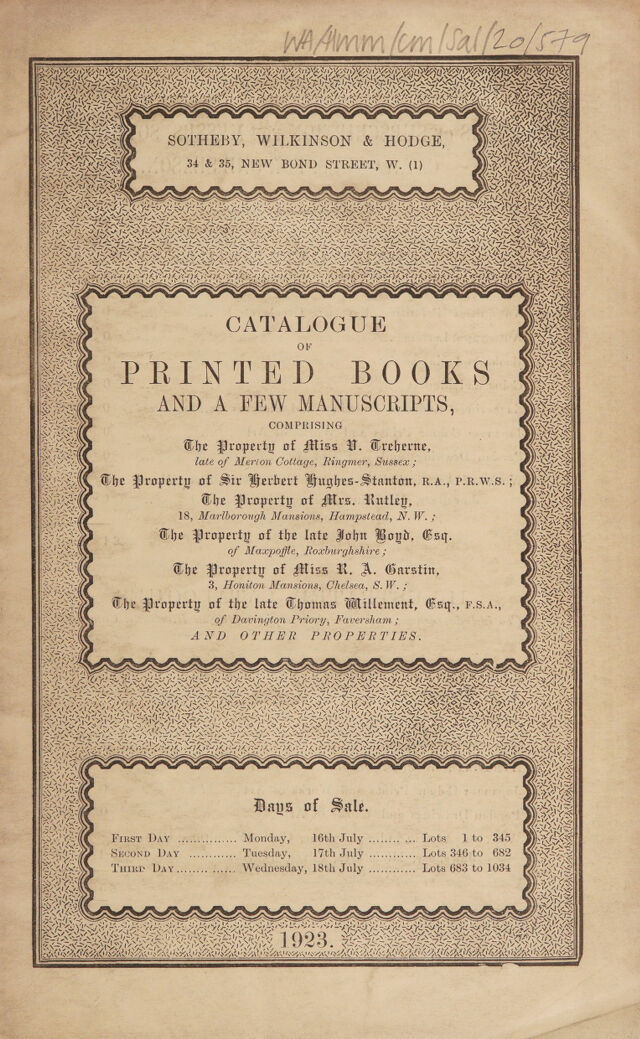 WA/HMM/CM/Sal/20/579
SOTHEBY, WILKINSON & HODGE,
34 & 35, NEW BOND STREET, W. (1)
CATALOGUE
OF
PRINTED BOOKS
AND A FEW MANUSCRIPTS,
COMPRISING
The Property of Miss V. Treherne,
late of Merton Cottage, Ringmer, Sussex;
The Property of Sir Herbert Hughes-Stanton, R.A., P.R.W.S.;
The Property of Mrs. Rutley,
18, Marlborough Mansions, Hampstead, N.W.;
The Property of the late John Boyd, Esq.
of Maxpoffle, Roxburghshire;
The Property of Miss R. A. Garstin,
3, Honiton Mansions, Chelsea, S.W.;
The Property of the late Thomas Willement, Esq., F.S.A.,
of Davington Priory, Faversham;
AND OTHER PROPERTIES.
Days of Sale.
FIRST DAY ............... Monday, 16th July ........ ... Lots 1 to 345
SECOND DAY ............ Tuesday, 17th July ............ Lots 346 to 682
THIRD DAY............... Wednesday, 18th July ............ Lots 683 to 1034
1923.